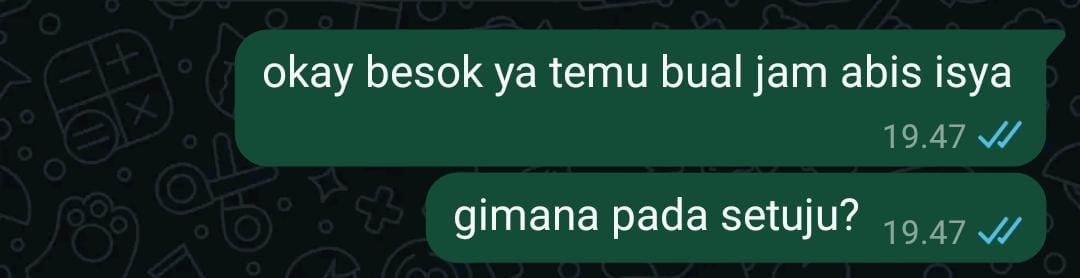 okay besok ya temu bual jam abis isya
19.47
gimana pada setuju?
19.47